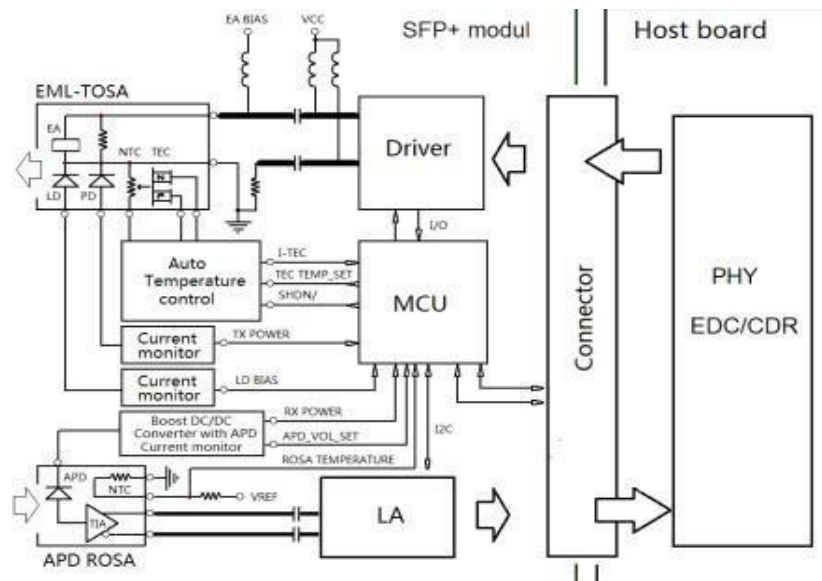 EA BIAS
VCC
SFP+ modul
Host board
EML-TOSA
EA
NTC TEC
N
P
LD
PD
Driver
I/O
Auto
Temperature
control
I-TEC
TEC TEMP_SET
SHDN/
MCU
Connector
PHY
EDC/CDR
Current
monitor
TX POWER
Current
monitor
LD BIAS
Boost DC/DC
Converter with APD
Current monitor
RX POWER
APD_VOL_SET
I2C
ROSA TEMPERATURE
APD
NTC
VREF
TIA
LA
APD ROSA